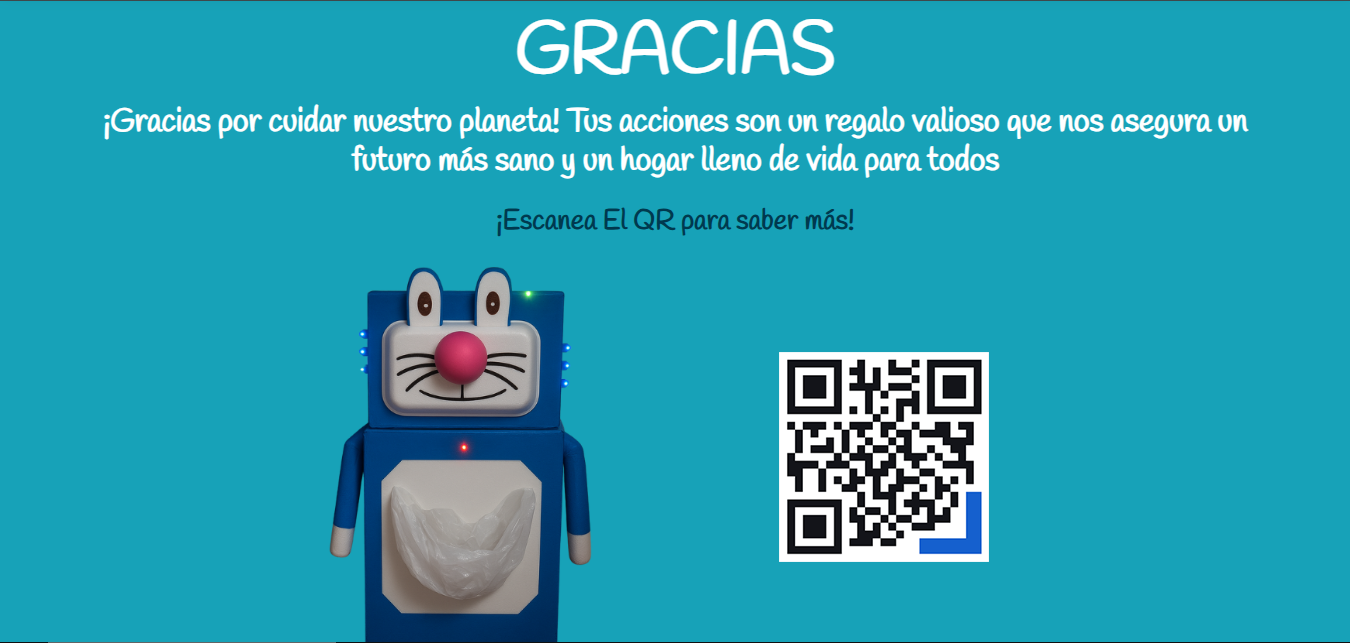 GRACIAS
¡Gracias por cuidar nuestro planeta! Tus acciones son un regalo valioso que nos asegura un
futuro más sano y un hogar lleno de vida para todos
¡Escanea El QR para saber más!